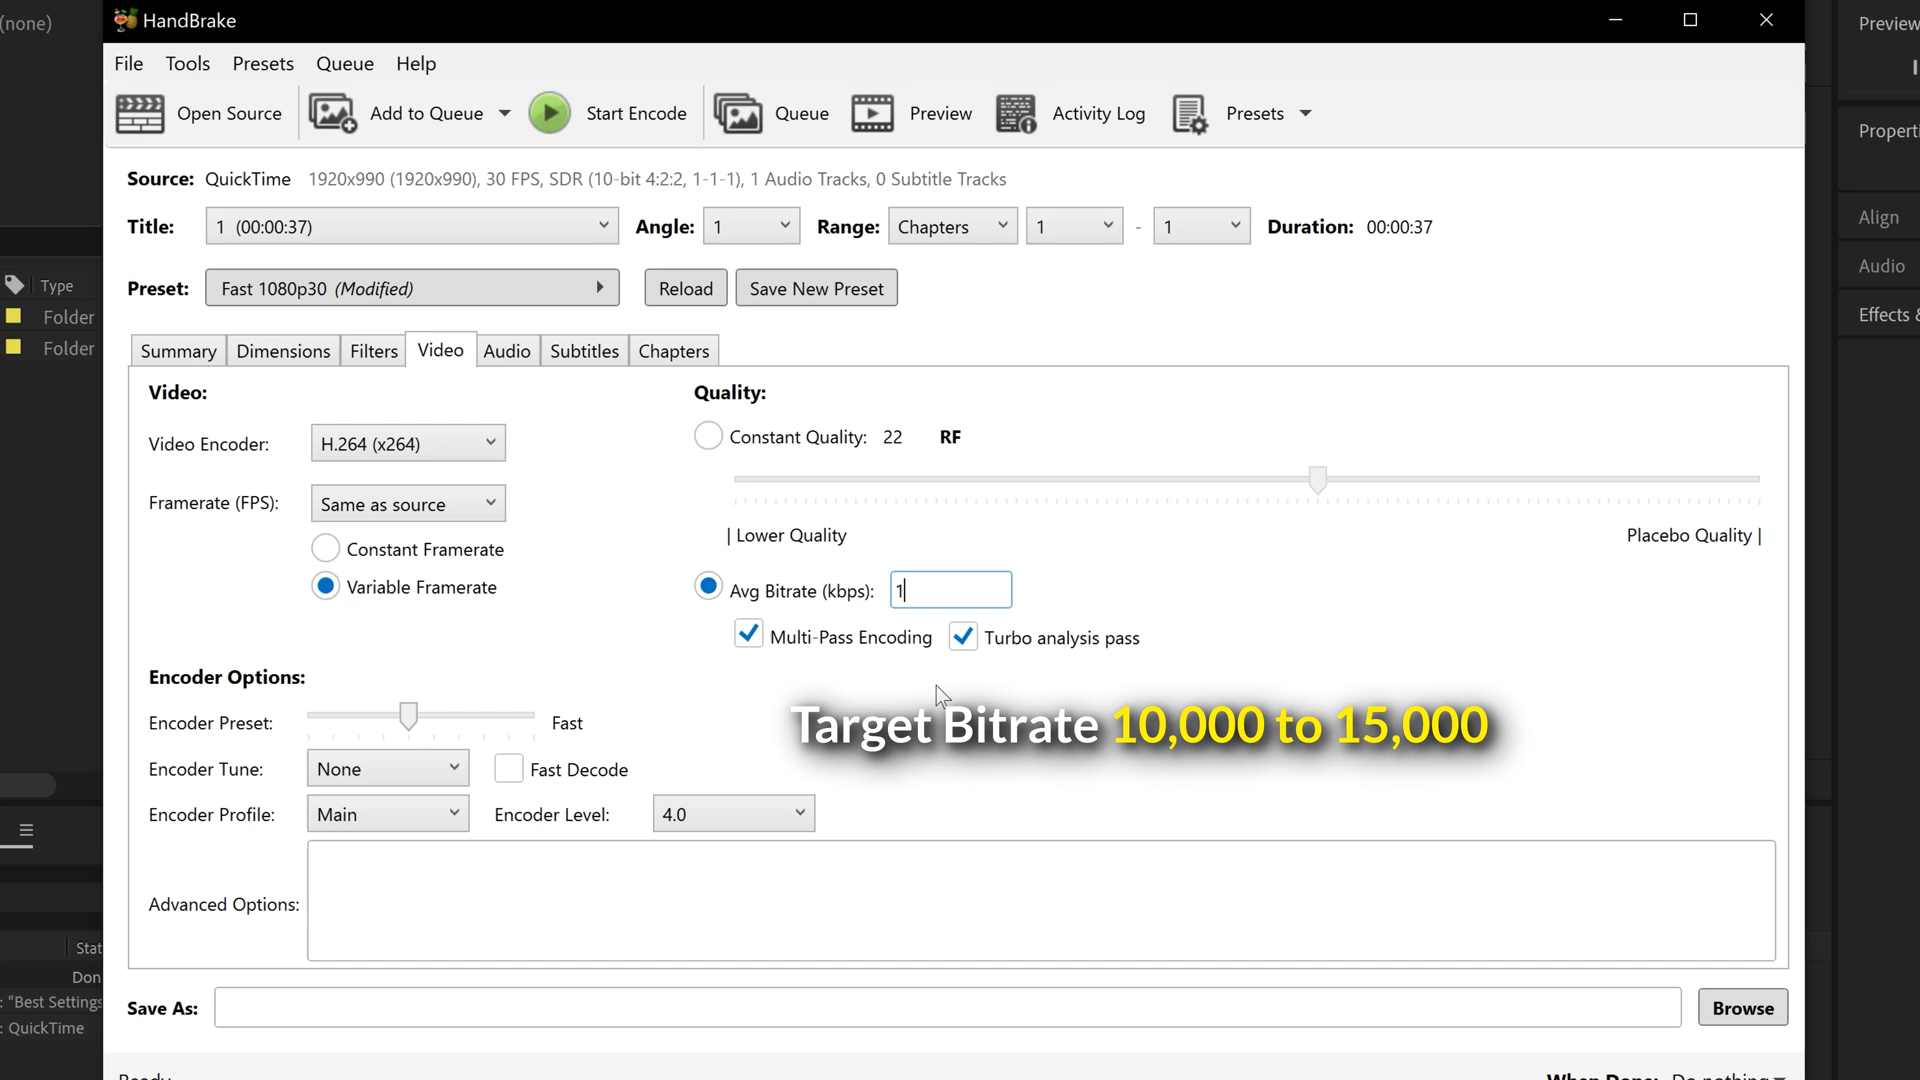 (none)
HandBrake
Preview
File Tools Presets Queue Help
Open Source Add to Queue Start Encode Queue Preview Activity Log Presets
Properti
Source: QuickTime 1920x990 (1920x990), 30 FPS, SDR (10-bit 4:2:2, 1-1-1), 1 Audio Tracks, 0 Subtitle Tracks
Title: 1 (00:00:37) Angle: 1 Range: Chapters 1 - 1 Duration: 00:00:37
Align
Audio
Type
Preset: Fast 1080p30 (Modified) Reload Save New Preset
Folder
Effects &
Folder
Summary Dimensions Filters Video Audio Subtitles Chapters
Video:
Quality:
Video Encoder: H.264 (x264)
Constant Quality: 22 RF
Framerate (FPS): Same as source
| Lower Quality Placebo Quality |
Constant Framerate
Variable Framerate
Avg Bitrate (kbps): 1
Multi-Pass Encoding Turbo analysis pass
Encoder Options:
Encoder Preset: Fast
Target Bitrate 10,000 to 15,000
Encoder Tune: None Fast Decode
Encoder Profile: Main Encoder Level: 4.0
Advanced Options:
Stat
Don
: "Best Settings
: QuickTime
Save As: Browse
Ready
When Done: Do nothing